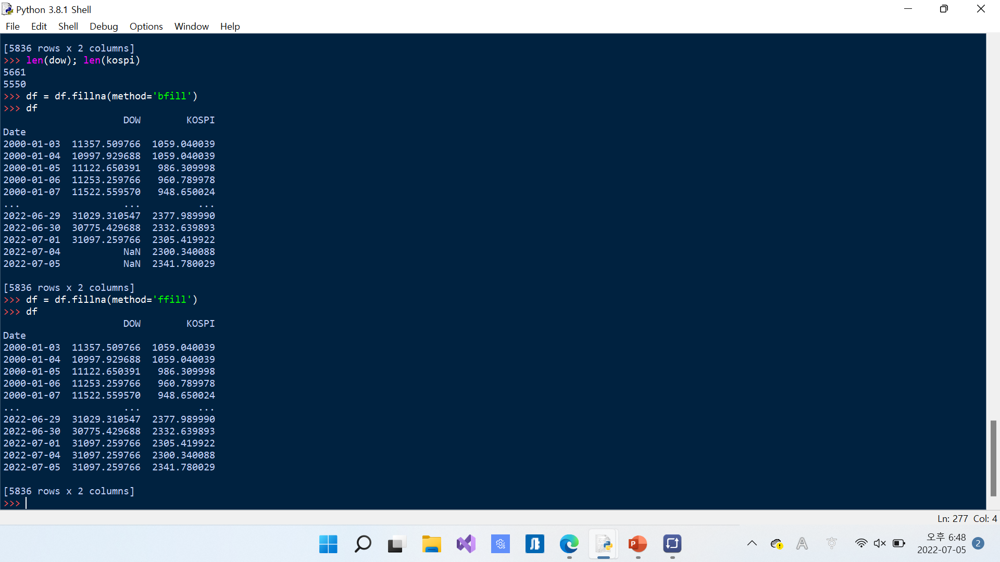 Python 3.8.1 Shell
File Edit Shell Debug Options Window Help
[5836 rows x 2 columns]
>>> len(dow); len(kospi)
5661
5550
>>> df = df.fillna(method='bfill')
>>> df
DOW KOSPI
Date
2000-01-03 11357.509766 1059.040039
2000-01-04 10997.929688 1059.040039
2000-01-05 11122.650391 986.309998
2000-01-06 11253.259766 960.789978
2000-01-07 11522.559570 948.650024
... ... ...
2022-06-29 31029.310547 2377.989990
2022-06-30 30775.429688 2332.639893
2022-07-01 31097.259766 2305.419922
2022-07-04 NaN 2300.340088
2022-07-05 NaN 2341.780029
[5836 rows x 2 columns]
>>> df = df.fillna(method='ffill')
>>> df
DOW KOSPI
Date
2000-01-03 11357.509766 1059.040039
2000-01-04 10997.929688 1059.040039
2000-01-05 11122.650391 986.309998
2000-01-06 11253.259766 960.789978
2000-01-07 11522.559570 948.650024
... ... ...
2022-06-29 31029.310547 2377.989990
2022-06-30 30775.429688 2332.639893
2022-07-01 31097.259766 2305.419922
2022-07-04 31097.259766 2300.340088
2022-07-05 31097.259766 2341.780029
[5836 rows x 2 columns]
>>>
Ln: 277 Col: 4
P
A
오후 6:48
2022-07-05
2